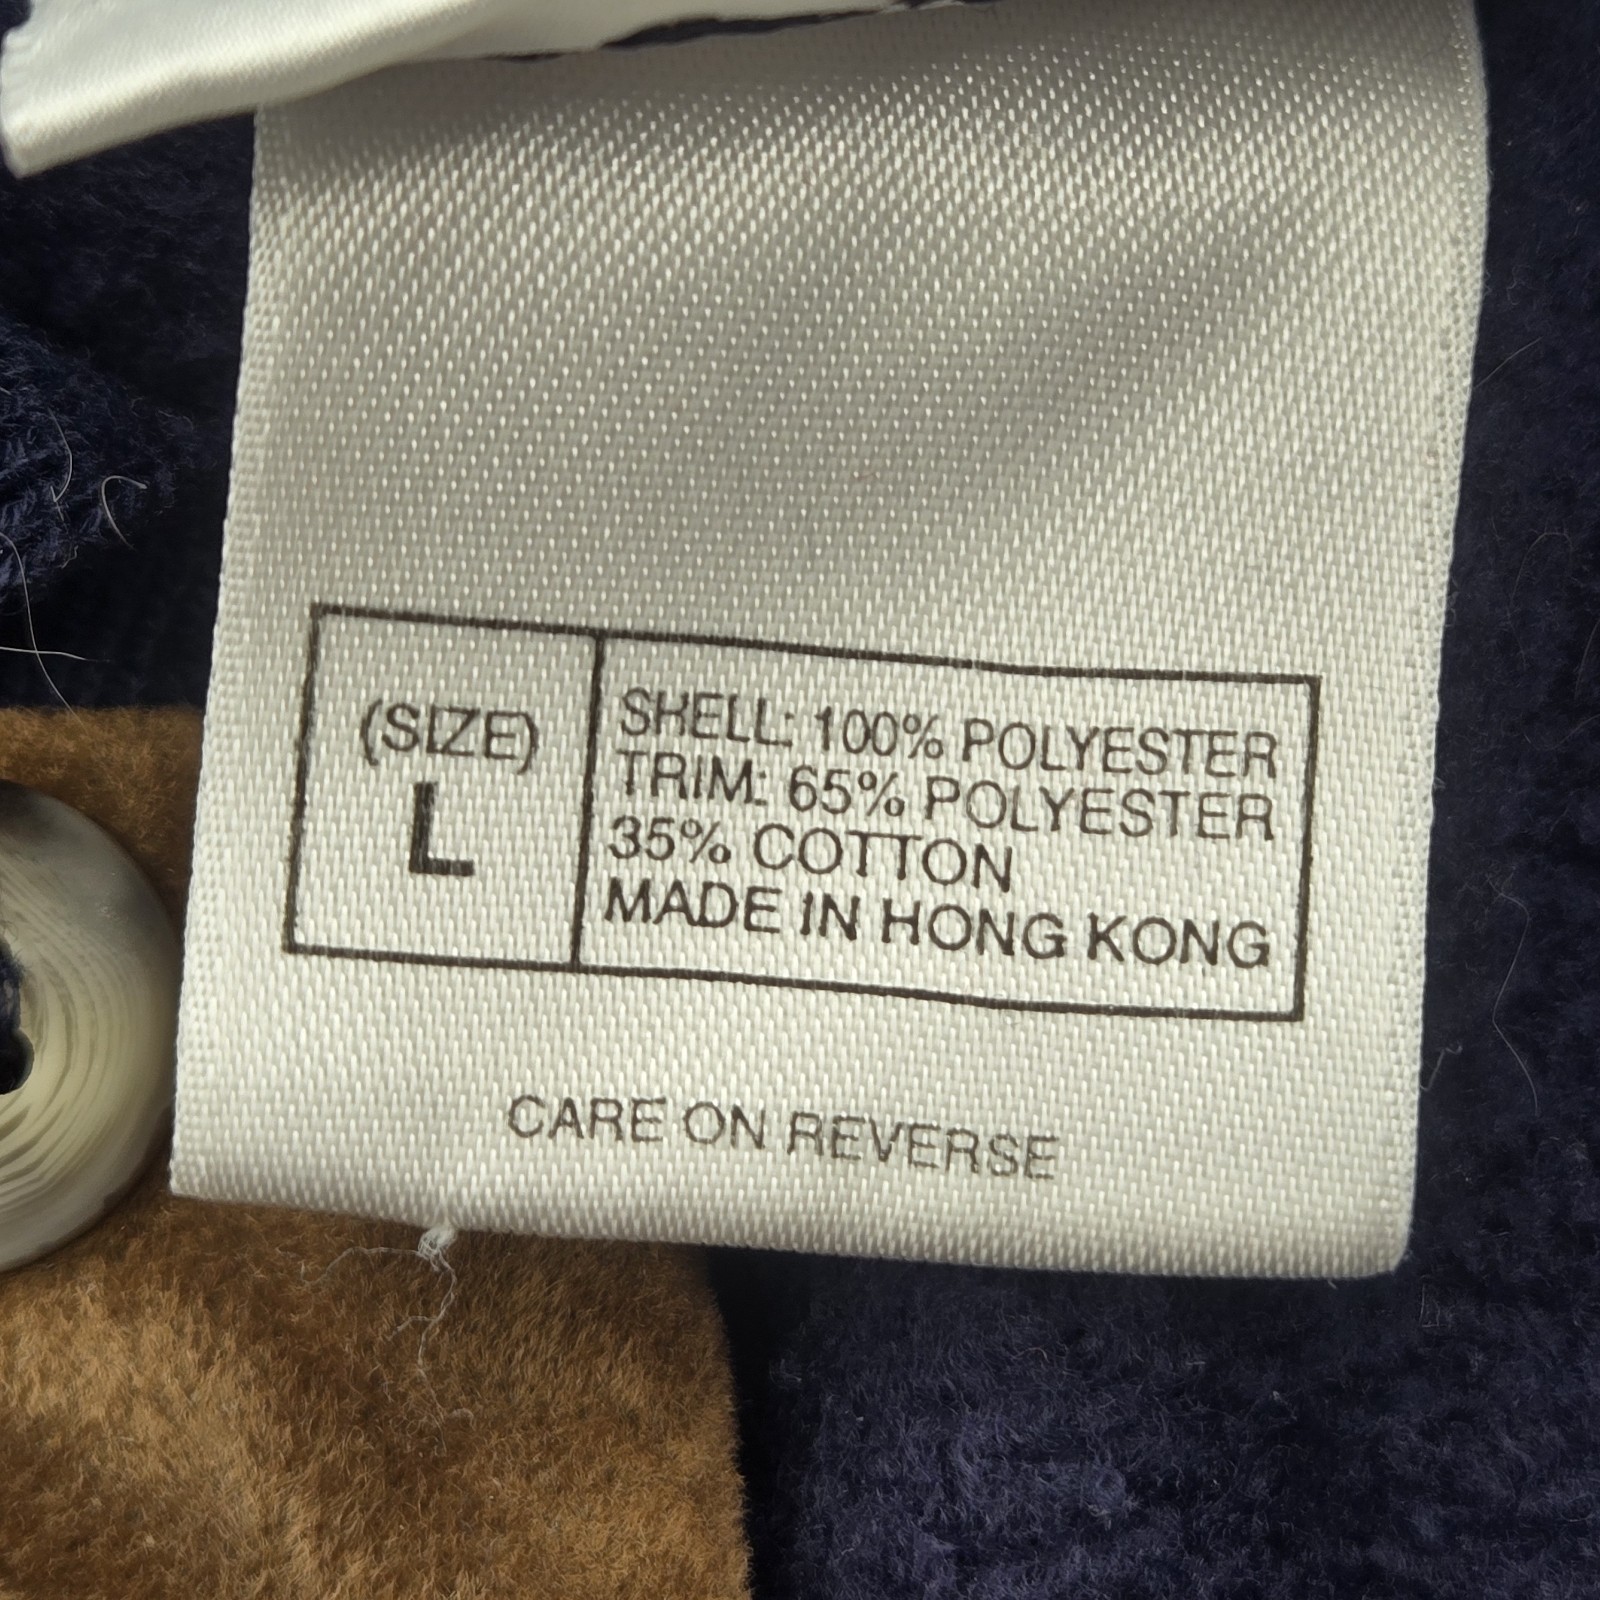 (SIZE)
L
SHELL: 100% POLYESTER
TRIM: 65% POLYESTER
35% COTTON
MADE IN HONG KONG
CARE ON REVERSE